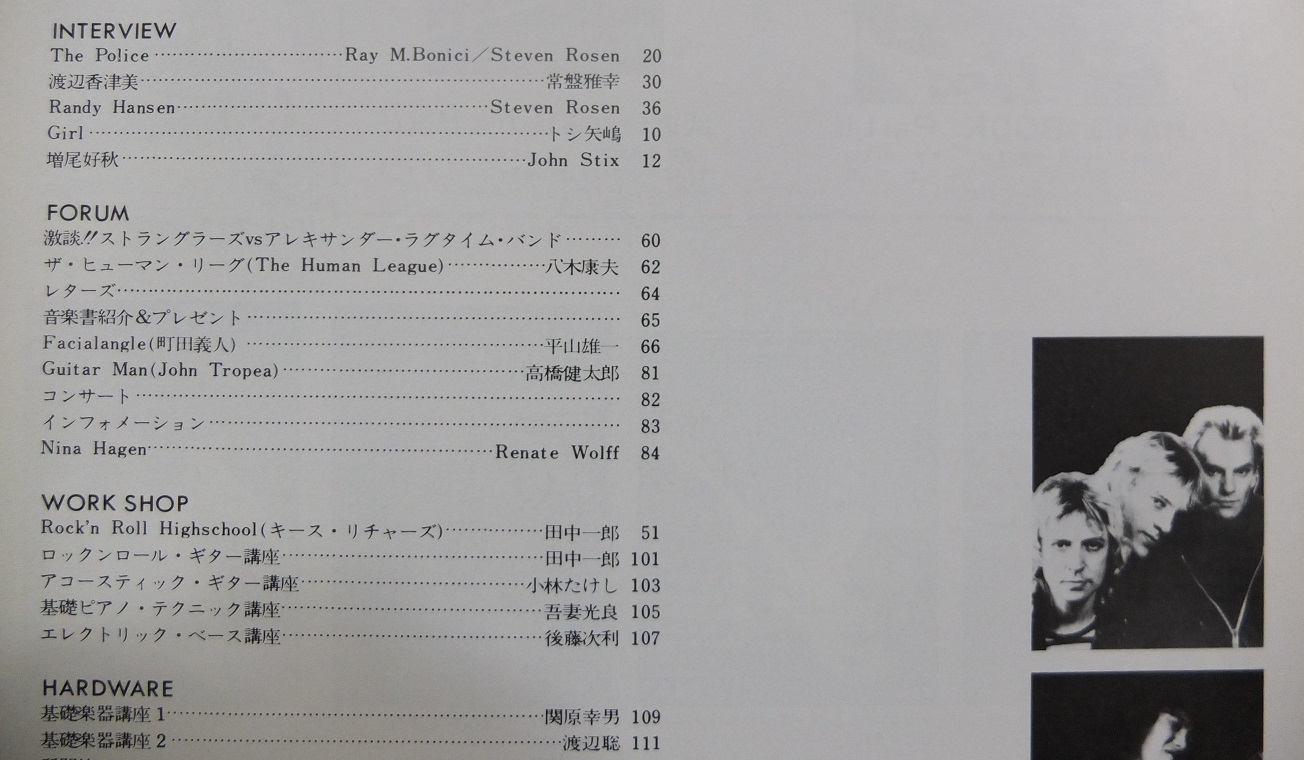 INTERVIEW
The Police……………………………Ray M.Bonici／Steven Rosen 20
渡辺香津美……………………………常盤雅幸 30
Randy Hansen……………………………Steven Rosen 36
Girl……………………………トシ矢嶋 10
増尾好秋……………………………John Stix 12
FORUM
激談!!ストラングラーズvsアレキサンダー・ラグタイム・バンド……… 60
ザ・ヒューマン・リーグ(The Human League)……………八木康夫 62
レターズ…………………………… 64
音楽書紹介&プレゼント…………………………… 65
Facialangle(町田義人)……………………………平山雄一 66
Guitar Man(John Tropea)……………………………高橋健太郎 81
コンサート…………………………… 82
インフォメーション…………………………… 83
Nina Hagen……………………………Renate Wolff 84
WORK SHOP
Rock'n Roll Highschool(キース・リチャーズ)……………田中一郎 51
ロックンロール・ギター講座……………………………田中一郎 101
アコースティック・ギター講座……………………………小林たけし 103
基礎ピアノ・テクニック講座……………………………吾妻光良 105
エレクトリック・ベース講座……………………………後藤次利 107
HARDWARE
基礎楽器講座1……………………………関原幸男 109
基礎楽器講座2……………………………渡辺聡 111